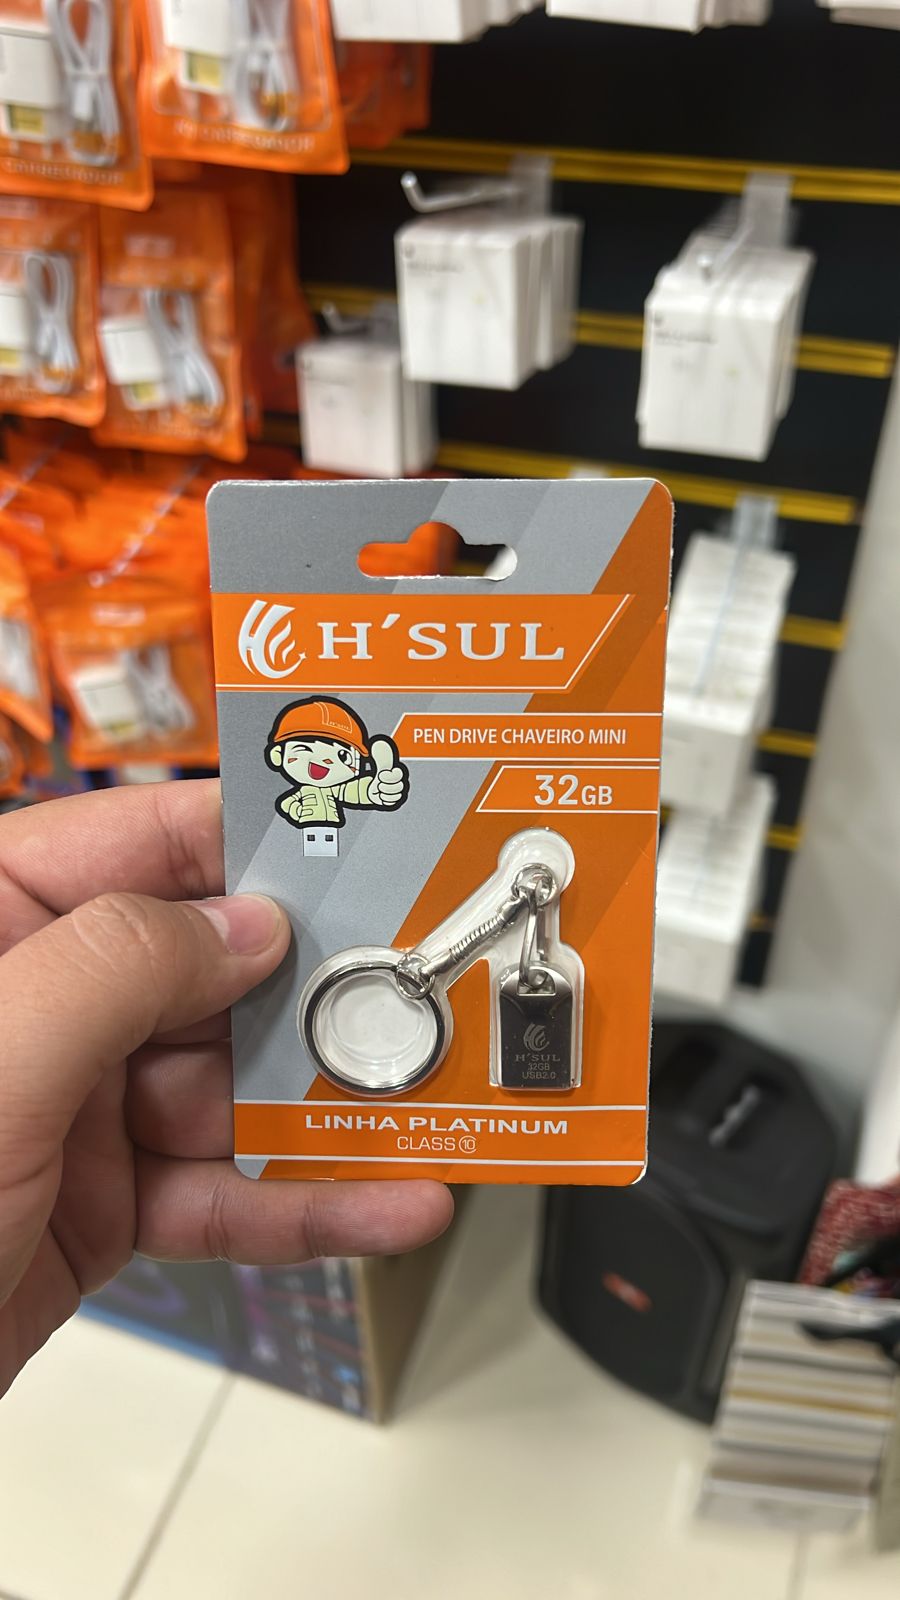 H'SUL
PEN DRIVE CHAVEIRO MINI
32GB
H'SUL
32GB
USB2.0
LINHA PLATINUM
CLASS 10